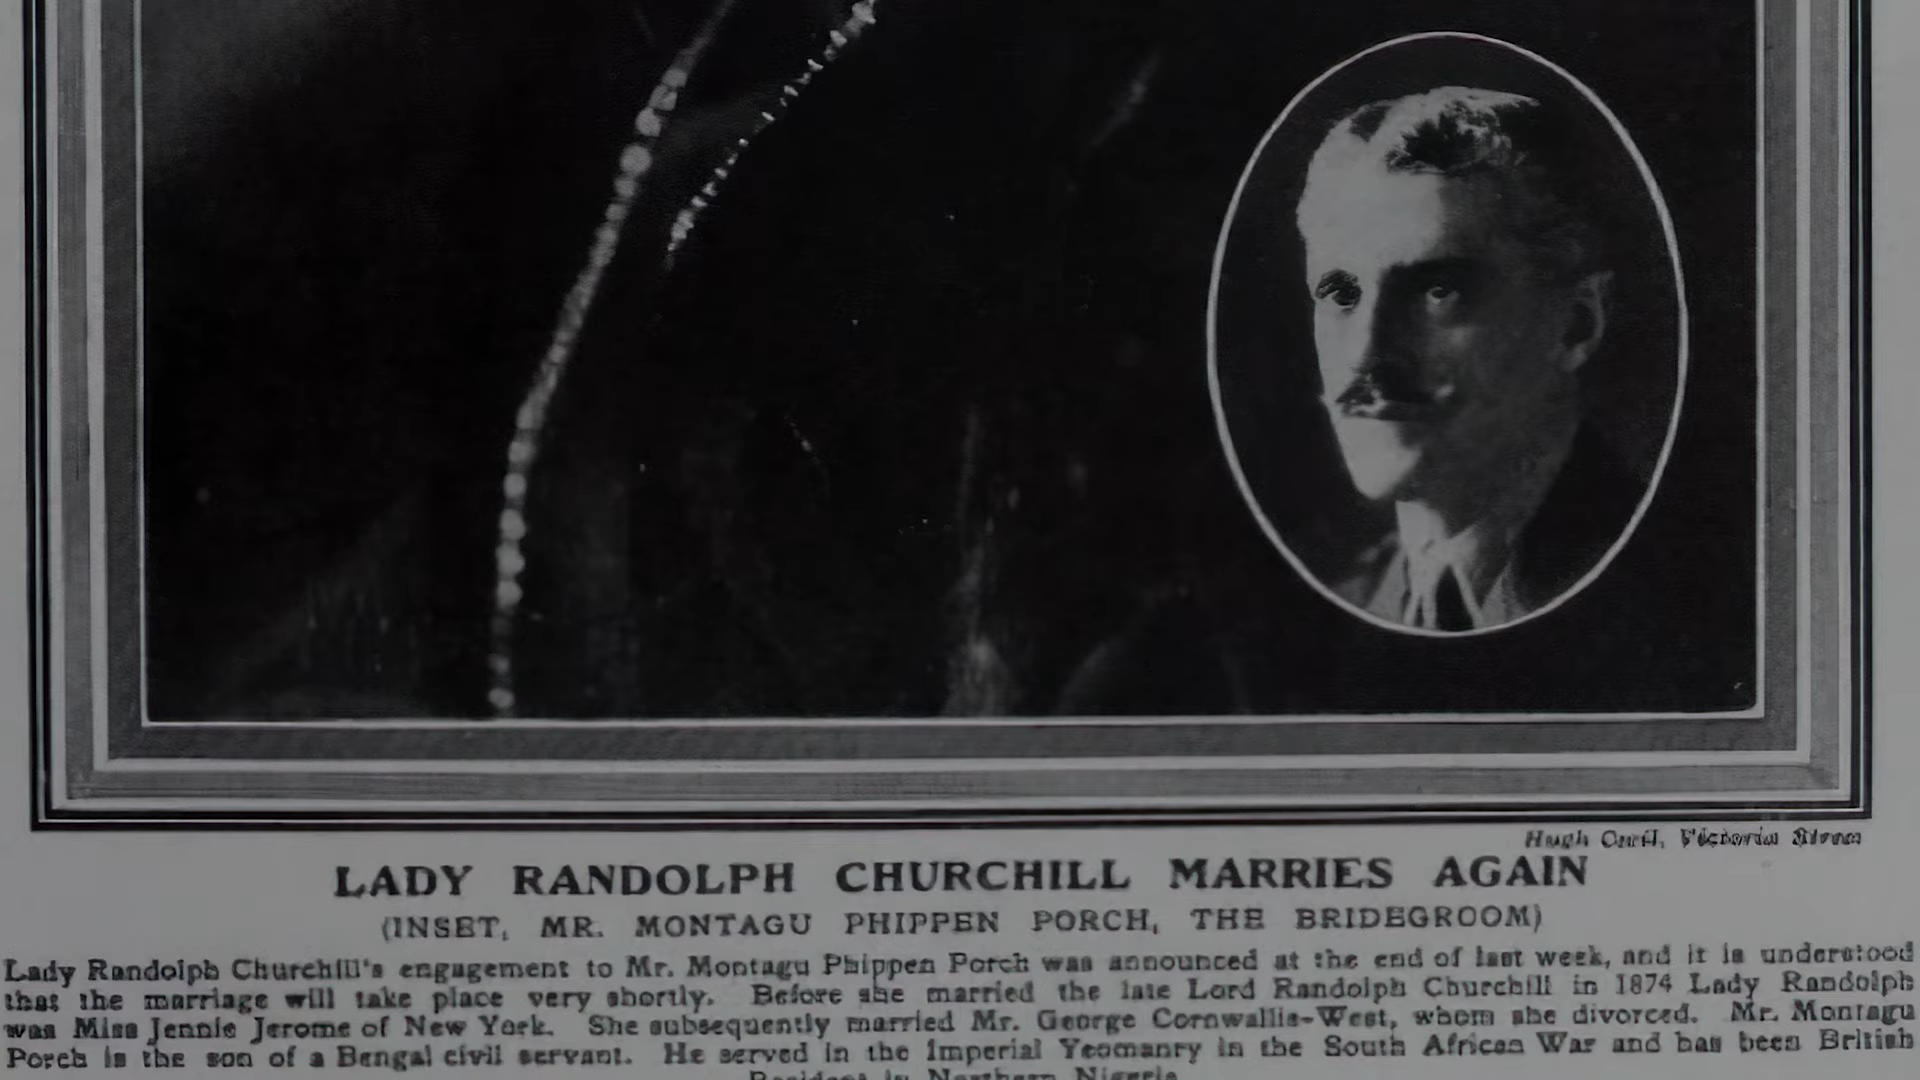 Hugh Cecil, Victoria Street
LADY RANDOLPH CHURCHILL MARRIES AGAIN
(INSET, MR. MONTAGU PHIPPEN PORCH, THE BRIDEGROOM)
Lady Randolph Churchill's engagement to Mr. Montagu Phippen Porch was announced at the end of last week, and it is understood
that the marriage will take place very shortly. Before she married the late Lord Randolph Churchill in 1874 Lady Randolph
was Miss Jennie Jerome of New York. She subsequently married Mr. George Cornwallis-West, whom she divorced. Mr. Montagu
Porch is the son of a Bengal civil servant. He served in the Imperial Yeomanry in the South African War and has been British
Resident in Northern Nigeria